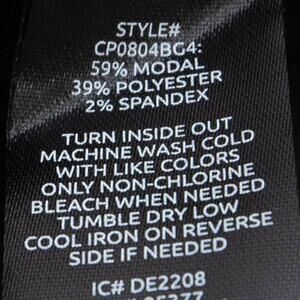 STYLE#
CP0804BG4:
59% MODAL
39% POLYESTER
2% SPANDEX
TURN INSIDE OUT
MACHINE WASH COLD
WITH LIKE COLORS
ONLY NON-CHLORINE
BLEACH WHEN NEEDED
TUMBLE DRY LOW
COOL IRON ON REVERSE
SIDE IF NEEDED
IC# DE2208